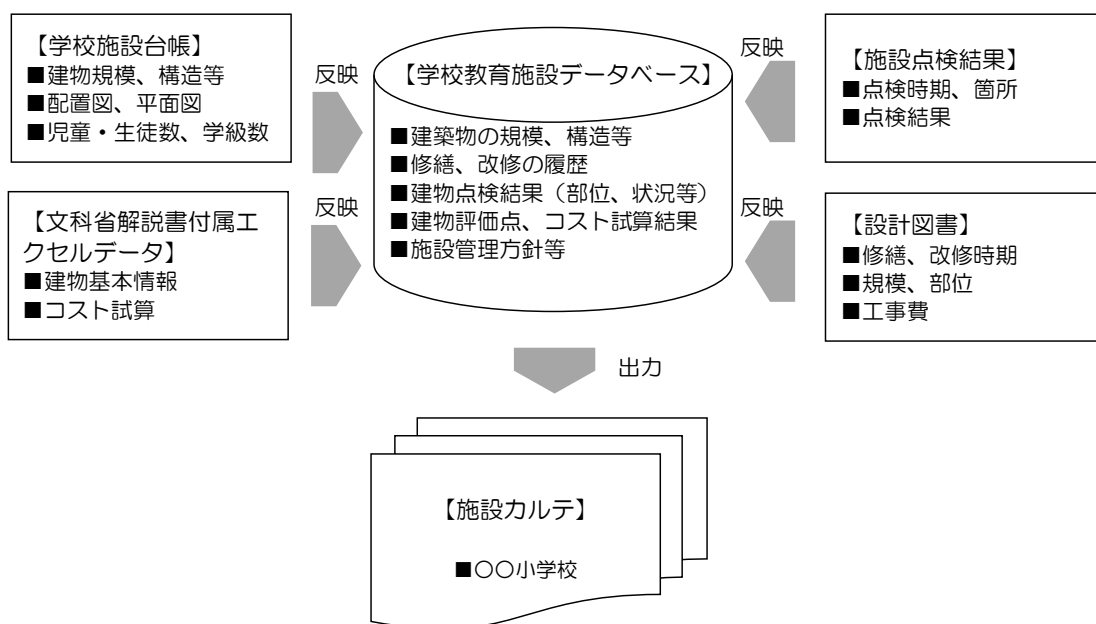 【学校施設台帳】
■建物規模、構造等
■配置図、平面図
■児童・生徒数、学級数
反映
【学校教育施設データベース】
■建築物の規模、構造等
■修繕、改修の履歴
■建物点検結果（部位、状況等）
■建物評価点、コスト試算結果
■施設管理方針等
反映
【施設点検結果】
■点検時期、箇所
■点検結果
【文科省解説書付属エ
クセルデータ】
■建物基本情報
■コスト試算
反映
反映
【設計図書】
■修繕、改修時期
■規模、部位
■工事費
出力
【施設カルテ】
■〇〇小学校